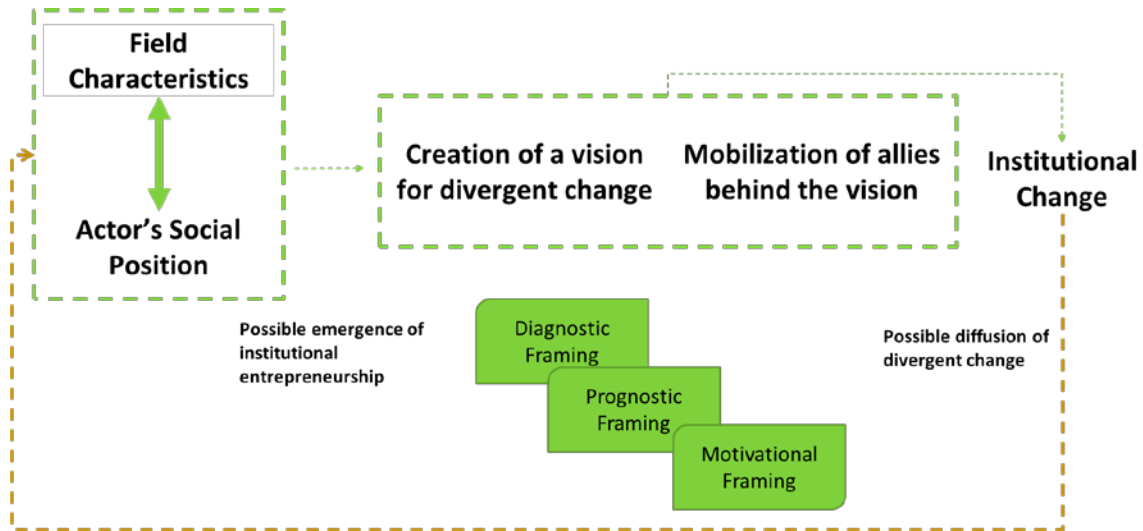 Field
Characteristics
Actor's Social
Position
Creation of a vision
for divergent change
Mobilization of allies
behind the vision
Institutional
Change
Possible emergence of
institutional
entrepreneurship
Diagnostic
Framing
Prognostic
Framing
Motivational
Framing
Possible diffusion of
divergent change